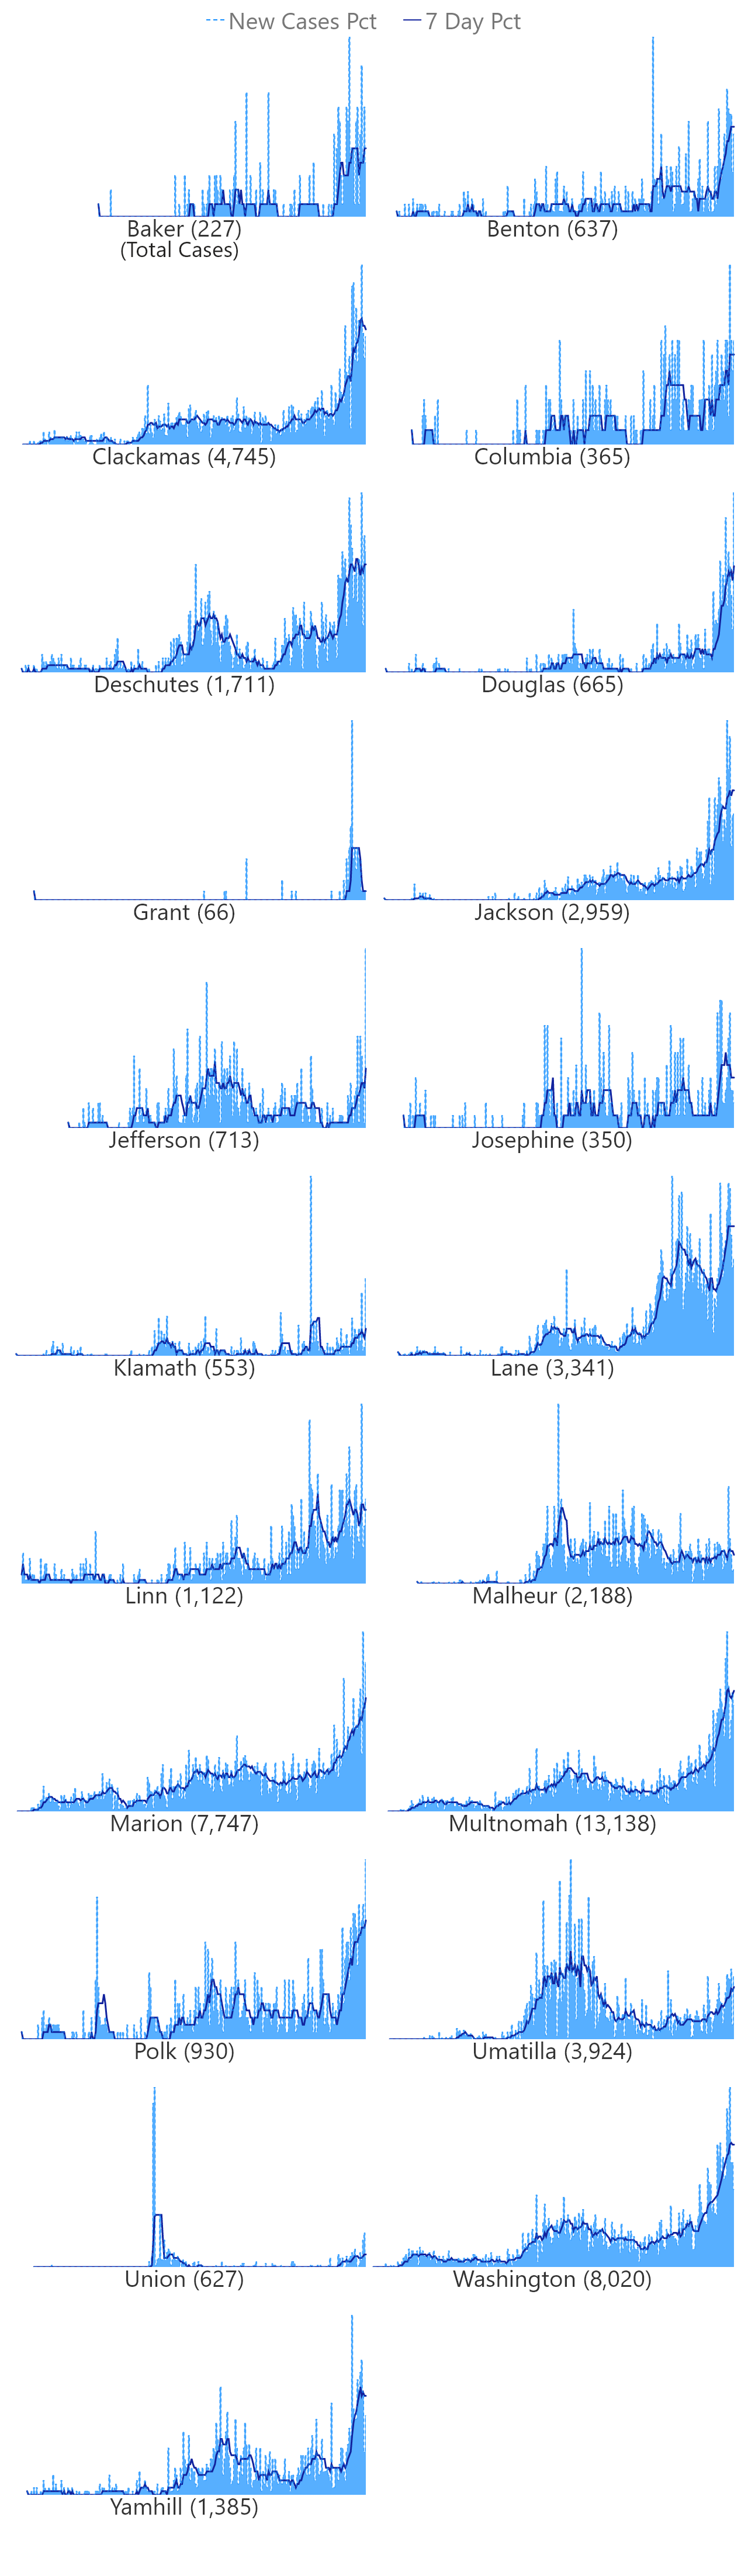 New Cases Pct 7 Day Pct
Baker (227) Benton (637)
(Total Cases)
Clackamas (4,745) Columbia (365)
Deschutes (1,711) Douglas (665)
Grant (66) Jackson (2,959)
Jefferson (713) Josephine (350)
Klamath (553) Lane (3,341)
Linn (1,122) Malheur (2,188)
Marion (7,747) Multnomah (13,138)
Polk (930) Umatilla (3,924)
Union (627) Washington (8,020)
Yamhill (1,385)